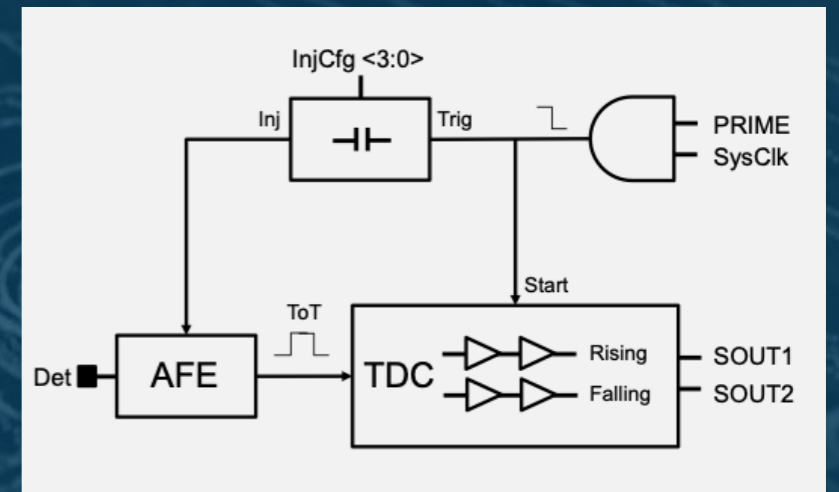 InjCfg <3:0>
Inj
Trig
PRIME
SysClk
Start
ToT
Det
AFE
TDC
Rising
Falling
SOUT1
SOUT2